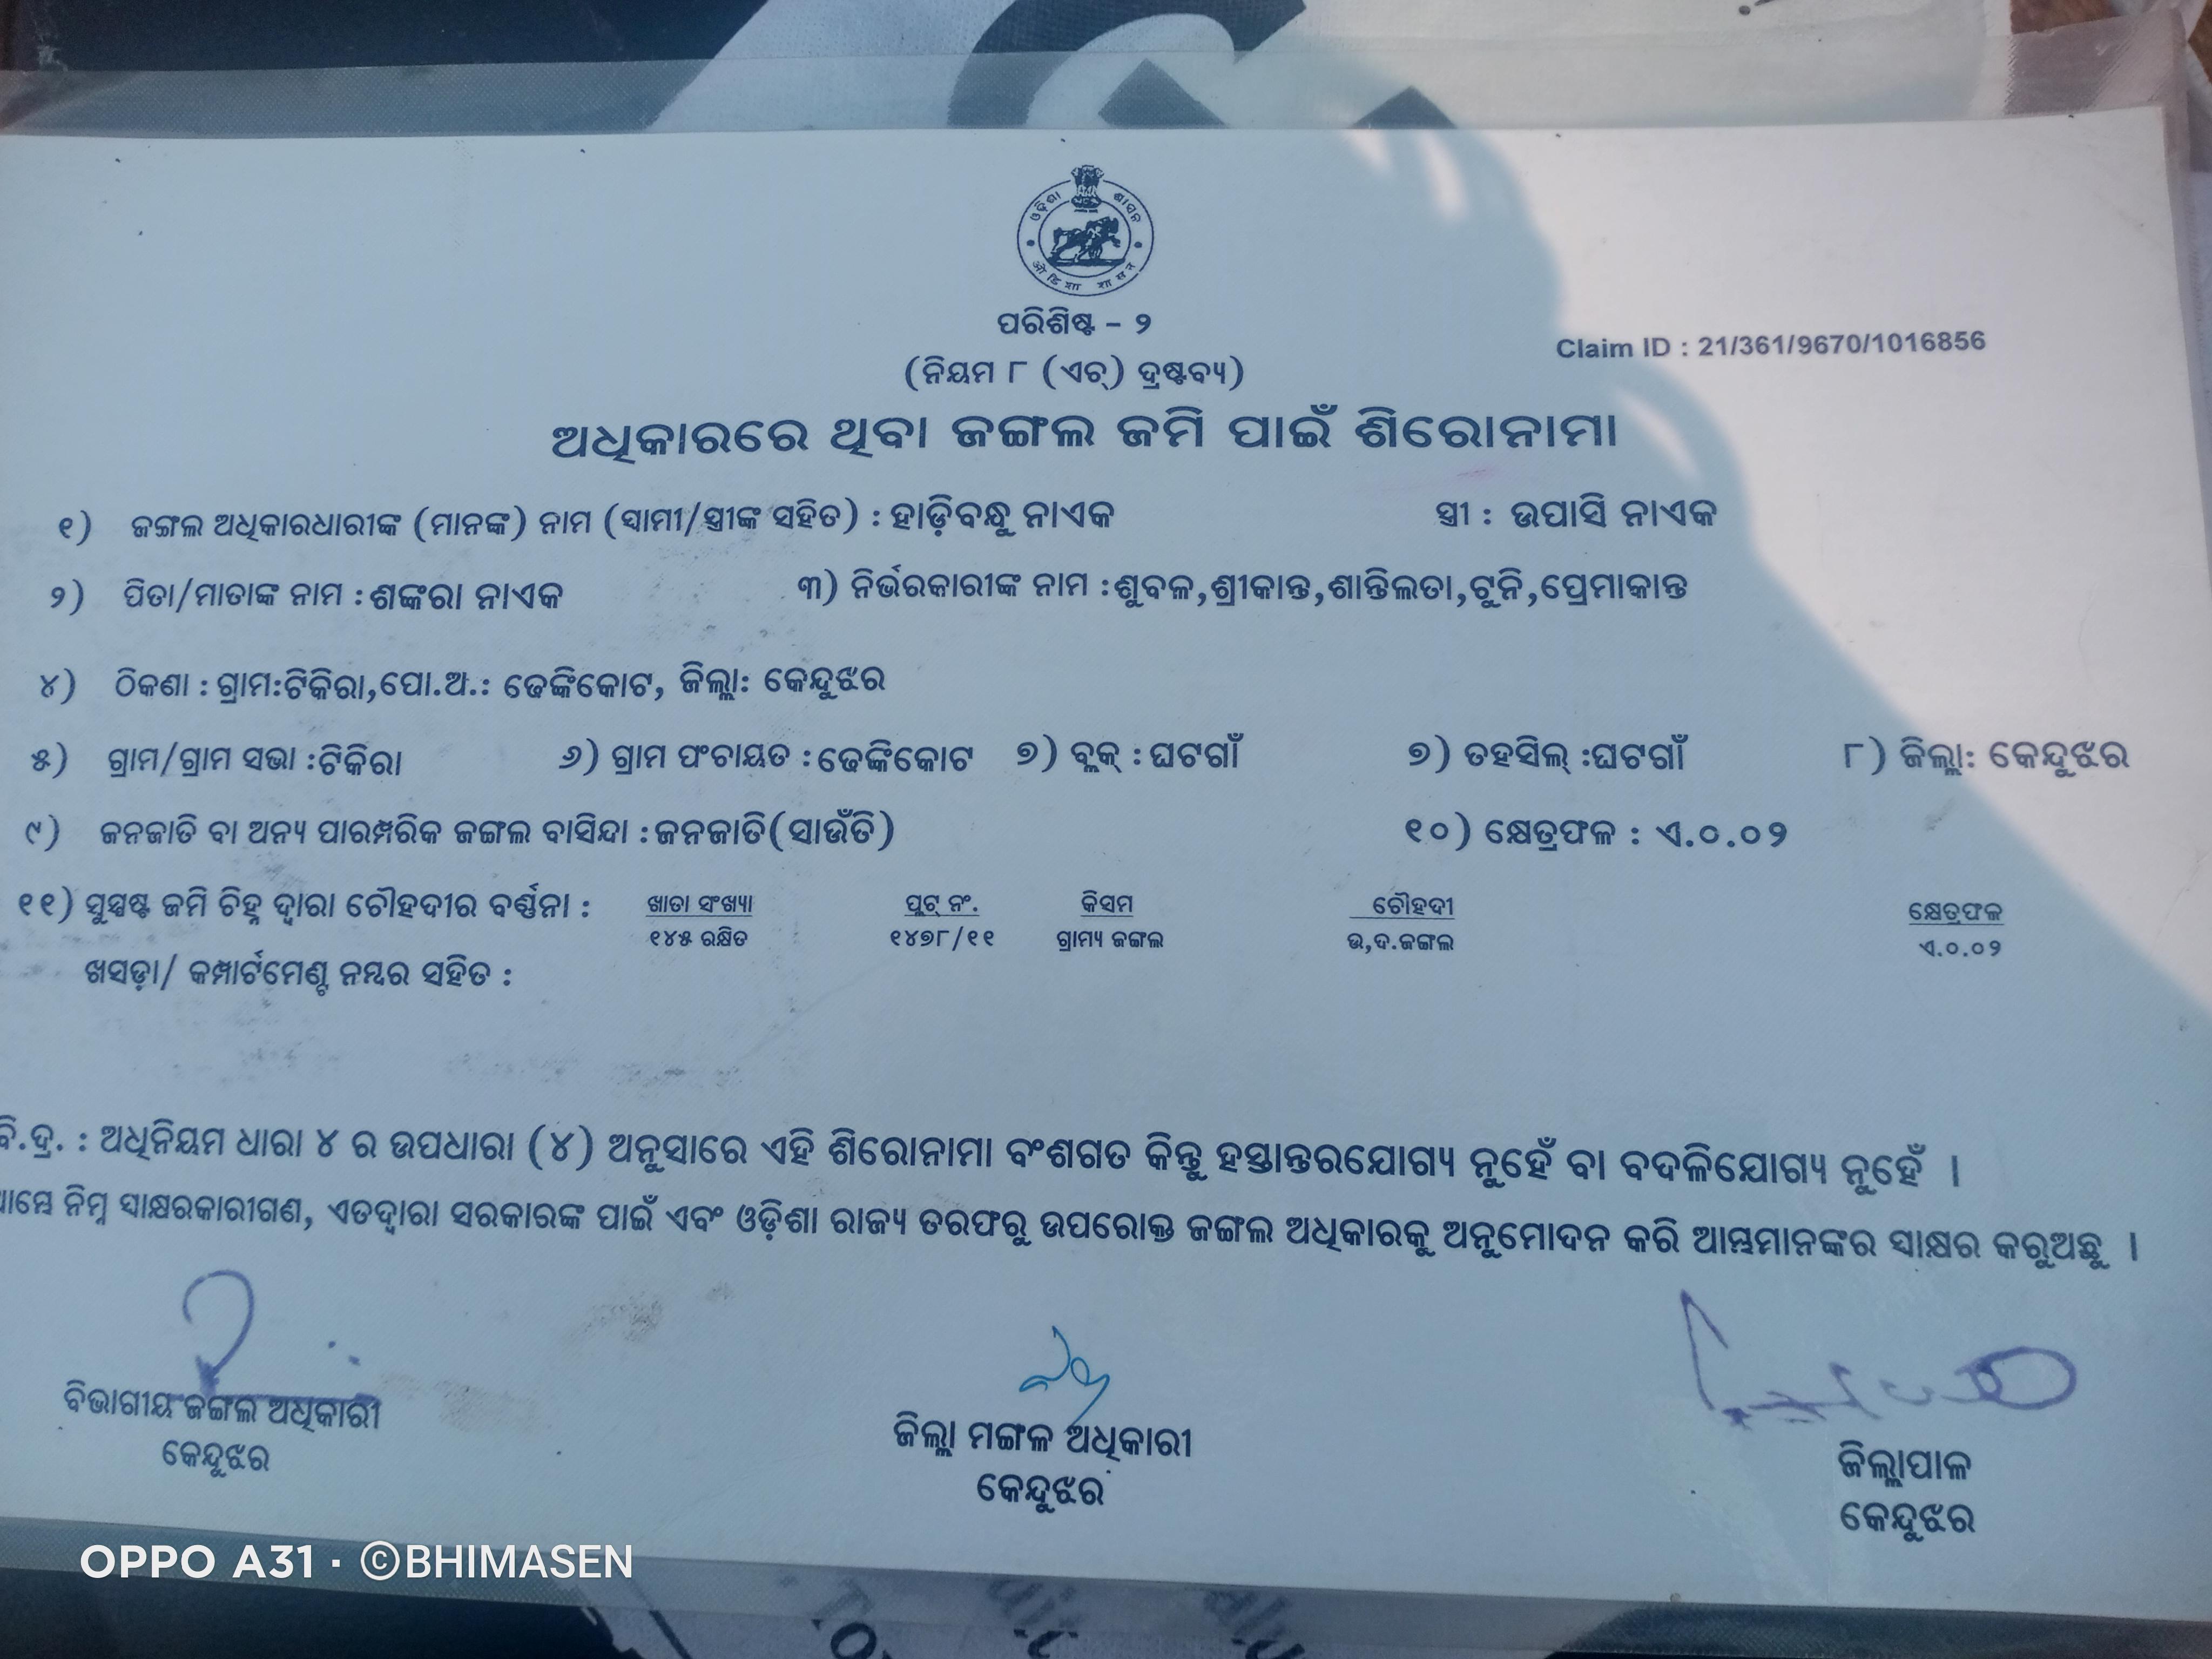 ଓଡ଼ିଶା ଶାସନ
ओडिशा शासन
ପରିଶିଷ୍ଟ – ୨
Claim ID : 21/361/9670/1016856
(ନିୟମ ୮ (ଏଚ୍) ଦ୍ରଷ୍ଟବ୍ୟ)
ଅଧିକାରରେ ଥିବା ଜଙ୍ଗଲ ଜମି ପାଇଁ ଶିରୋନାମା
୧) ଜଙ୍ଗଲ ଅଧିକାରଧାରୀଙ୍କ (ମାନଙ୍କ) ନାମ (ସ୍ୱାମୀ/ସ୍ତ୍ରୀଙ୍କ ସହିତ) : ହାଡ଼ିବନ୍ଧୁ ନାଏକ ସ୍ତ୍ରୀ : ଉପାସି ନାଏକ
୨) ପିତା/ମାତାଙ୍କ ନାମ : ଶଙ୍କରା ନାଏକ ୩) ନିର୍ଭରକାରୀଙ୍କ ନାମ : ଶୁବଳ,ଶ୍ରୀକାନ୍ତ,ଶାନ୍ତିଲତା,ଟୁନି,ପ୍ରେମାକାନ୍ତ
୪) ଠିକଣା : ଗ୍ରାମ:ଟିକିରା,ପୋ.ଅ.: ଢେଙ୍କିକୋଟ, ଜିଲ୍ଲା: କେନ୍ଦୁଝର
୫) ଗ୍ରାମ/ଗ୍ରାମ ସଭା :ଟିକିରା ୬) ଗ୍ରାମ ପଂଚାୟତ : ଢେଙ୍କିକୋଟ ୭) ବ୍ଲକ୍ : ଘଟଗାଁ ୭) ତହସିଲ୍ :ଘଟଗାଁ ୮) ଜିଲ୍ଲା: କେନ୍ଦୁଝର
୯) ଜନଜାତି ବା ଅନ୍ୟ ପାରମ୍ପରିକ ଜଙ୍ଗଲ ବାସିନ୍ଦା : ଜନଜାତି(ସାଉଁତି) ୧୦) କ୍ଷେତ୍ରଫଳ : ଏ.୦.୦୨
୧୧) ସୁସ୍ପଷ୍ଟ ଜମି ଚିହ୍ନ ଦ୍ୱାରା ଚୌହଦୀର ବର୍ଣ୍ଣନା : ଖାତା ସଂଖ୍ୟା ପ୍ଲଟ୍ ନଂ. କିସମ ଚୌହଦୀ କ୍ଷେତ୍ରଫଳ
୧୪୫ ରକ୍ଷିତ ୧୪୭୮/୧୧ ଗ୍ରାମ୍ୟ ଜଙ୍ଗଲ ଉ,ଦ.ଜଙ୍ଗଲ ଏ.୦.୦୨
ଖସଡ଼ା/ କମ୍ପାର୍ଟମେଣ୍ଟ ନମ୍ବର ସହିତ :
ବି.ଦ୍ର. : ଅଧିନିୟମ ଧାରା ୪ ର ଉପଧାରା (୪) ଅନୁସାରେ ଏହି ଶିରୋନାମା ବଂଶଗତ କିନ୍ତୁ ହସ୍ତାନ୍ତରଯୋଗ୍ୟ ନୁହେଁ ବା ବଦଳିଯୋଗ୍ୟ ନୁହେଁ ।
ଆମ୍ଭେ ନିମ୍ନ ସ୍ୱାକ୍ଷରକାରୀଗଣ, ଏତଦ୍ୱାରା ସରକାରଙ୍କ ପାଇଁ ଏବଂ ଓଡ଼ିଶା ରାଜ୍ୟ ତରଫରୁ ଉପରୋକ୍ତ ଜଙ୍ଗଲ ଅଧିକାରକୁ ଅନୁମୋଦନ କରି ଆମ୍ଭମାନଙ୍କର ସ୍ୱାକ୍ଷର କରୁଅଛୁ ।
ବିଭାଗୀୟ ଜଙ୍ଗଲ ଅଧିକାରୀ ଜିଲ୍ଲା ମଙ୍ଗଳ ଅଧିକାରୀ ଜିଲ୍ଲାପାଳ
କେନ୍ଦୁଝର କେନ୍ଦୁଝର କେନ୍ଦୁଝର
OPPO A31 · ©BHIMASEN